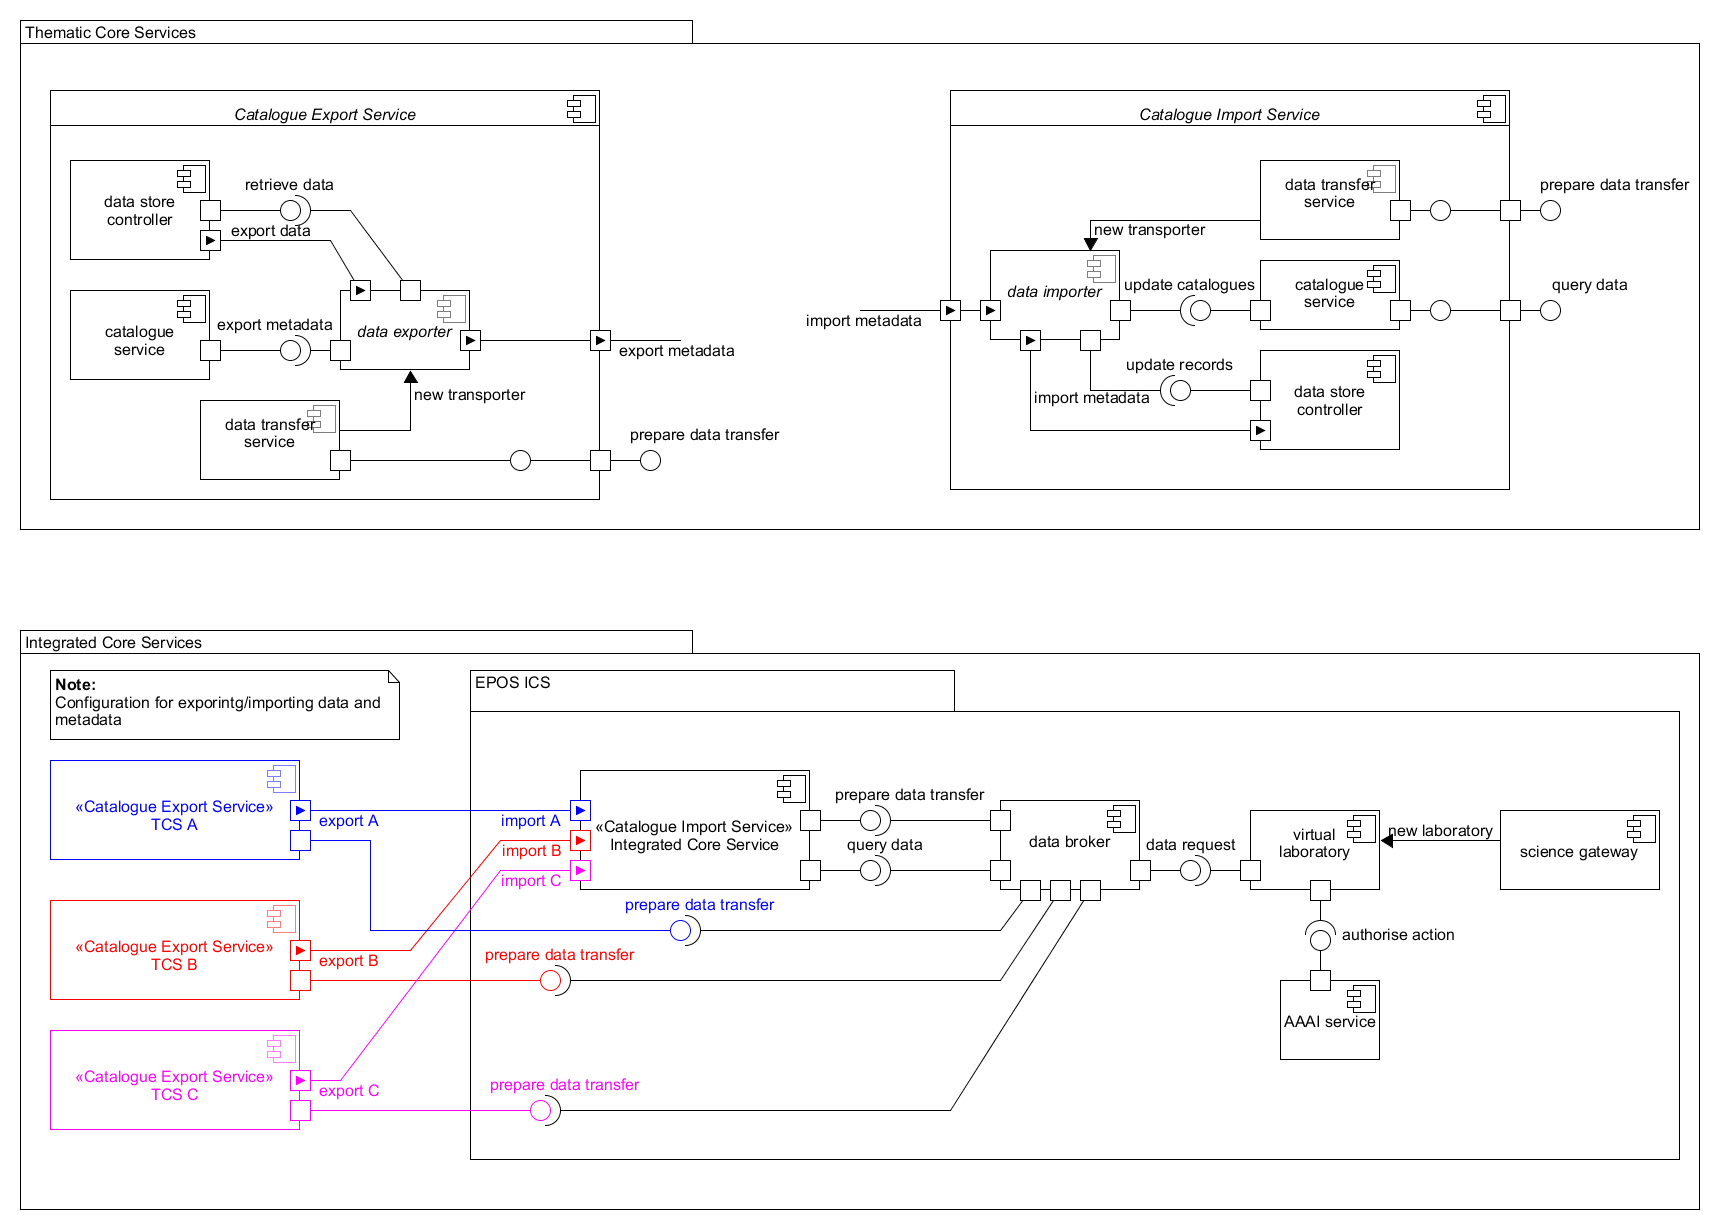 Thematic Core Services
Catalogue Export Service
data store
controller
retrieve data
export data
catalogue
service
export metadata
data exporter
export metadata
new transporter
data transfer
service
prepare data transfer
Catalogue Import Service
data transfer
service
prepare data transfer
new transporter
data importer
import metadata
update catalogues
catalogue
service
query data
update records
import metadata
data store
controller
Integrated Core Services
Note:
Configuration for exporintg/importing data and
metadata
EPOS ICS
«Catalogue Export Service»
TCS A
export A
import A
import B
import C
«Catalogue Import Service»
Integrated Core Service
prepare data transfer
query data
data broker
data request
virtual
laboratory
new laboratory
science gateway
prepare data transfer
authorise action
«Catalogue Export Service»
TCS B
export B
prepare data transfer
AAAI service
«Catalogue Export Service»
TCS C
export C
prepare data transfer